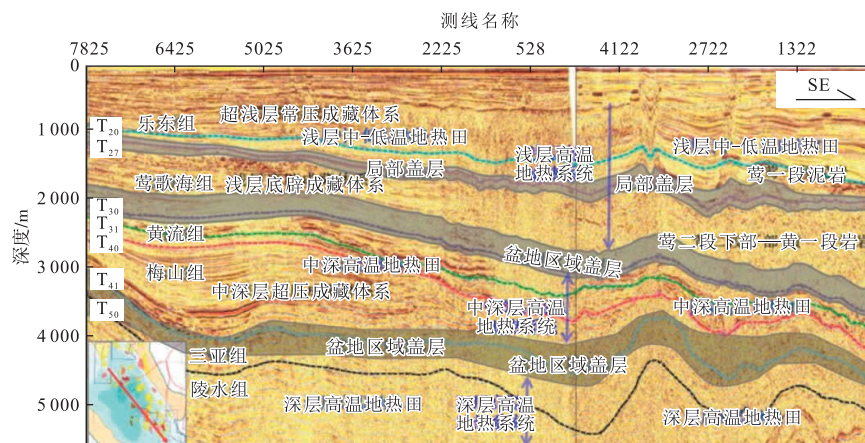 测线名称
7825 6425 5025 3625 2225 528 4122 2722 1322
深度/m
0
1 000
2 000
3 000
4 000
5 000
SE
T20
T27
T30
T31
T40
T41
T50
乐东组
超浅层常压成藏体系
浅层中-低温地热田
浅层高温
地热系统
浅层中-低温地热田
局部盖层
局部盖层
莺一段泥岩
莺歌海组
浅层底辟成藏体系
黄流组
盆地区域盖层
莺二段下部—黄一段岩
梅山组
中深高温地热田
中深层超压成藏体系
中深层高温
地热系统
中深高温地热田
三亚组
盆地区域盖层
盆地区域盖层
陵水组
深层高温地热田
深层高温
地热系统
深层高温地热田